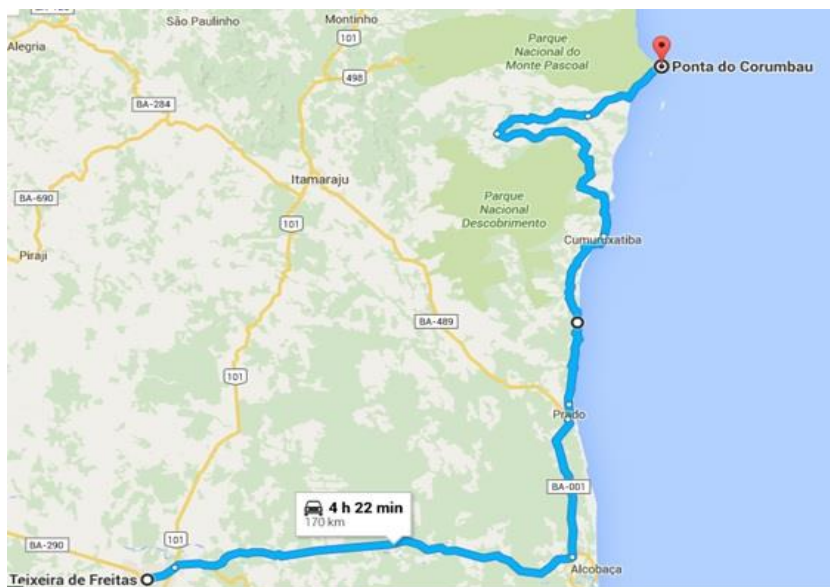 São Paulinho
Montinho
101
Alegria
Parque
Nacional do
Monte Pascoal
Ponta do Corumbau
498
BA-284
Itamaraju
BA-690
Parque
Nacional
Descobrimento
101
Cumuruxatiba
Piraji
BA-489
101
Prado
BA-001
4 h 22 min
170 km
101
BA-290
Alcobaça
Teixeira de Freitas